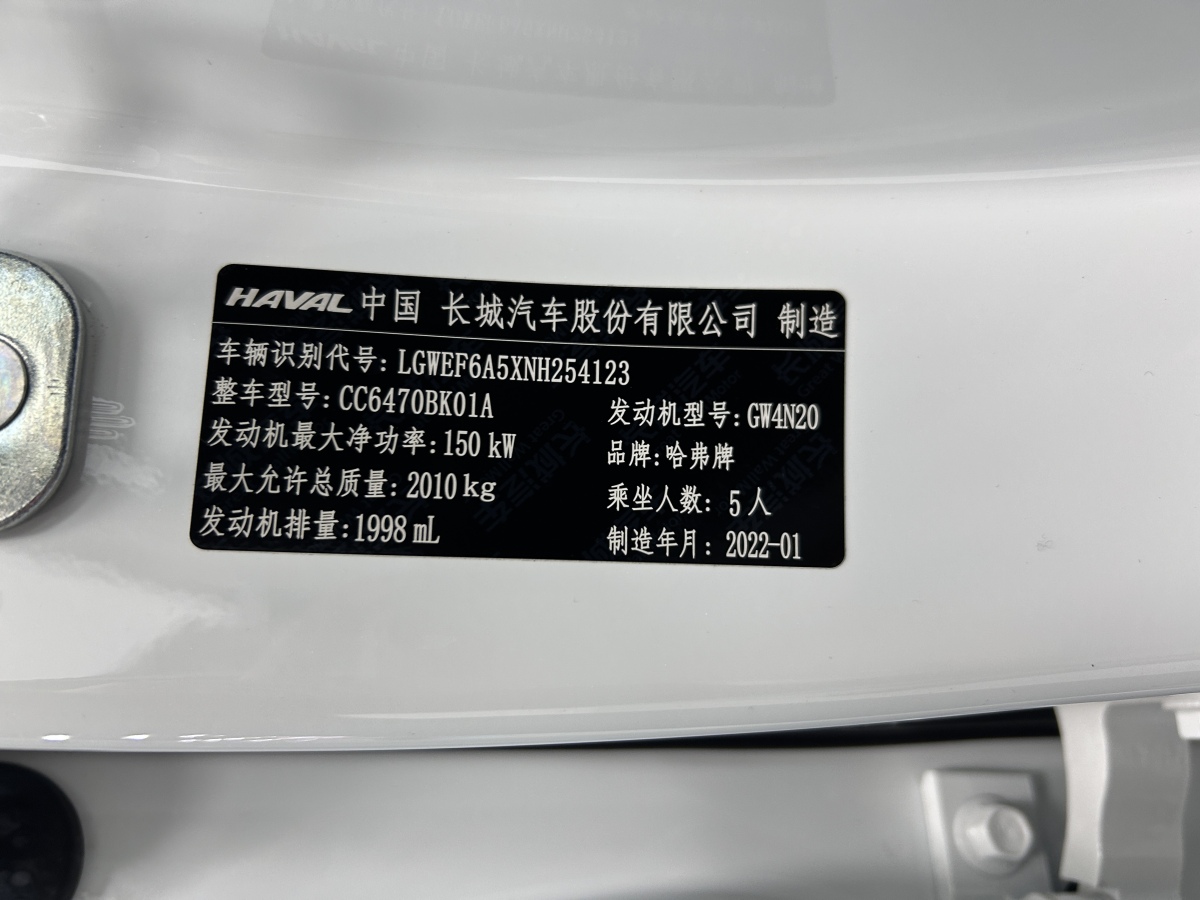 HAVAL 中国 长城汽车股份有限公司 制造
车辆识别代号: LGWEF6A5XNH254123
整车型号: CC6470BK01A 发动机型号: GW4N20
发动机最大净功率: 150 kW 品牌: 哈弗牌
最大允许总质量: 2010 kg 乘坐人数: 5 人
发动机排量: 1998 mL 制造年月: 2022-01